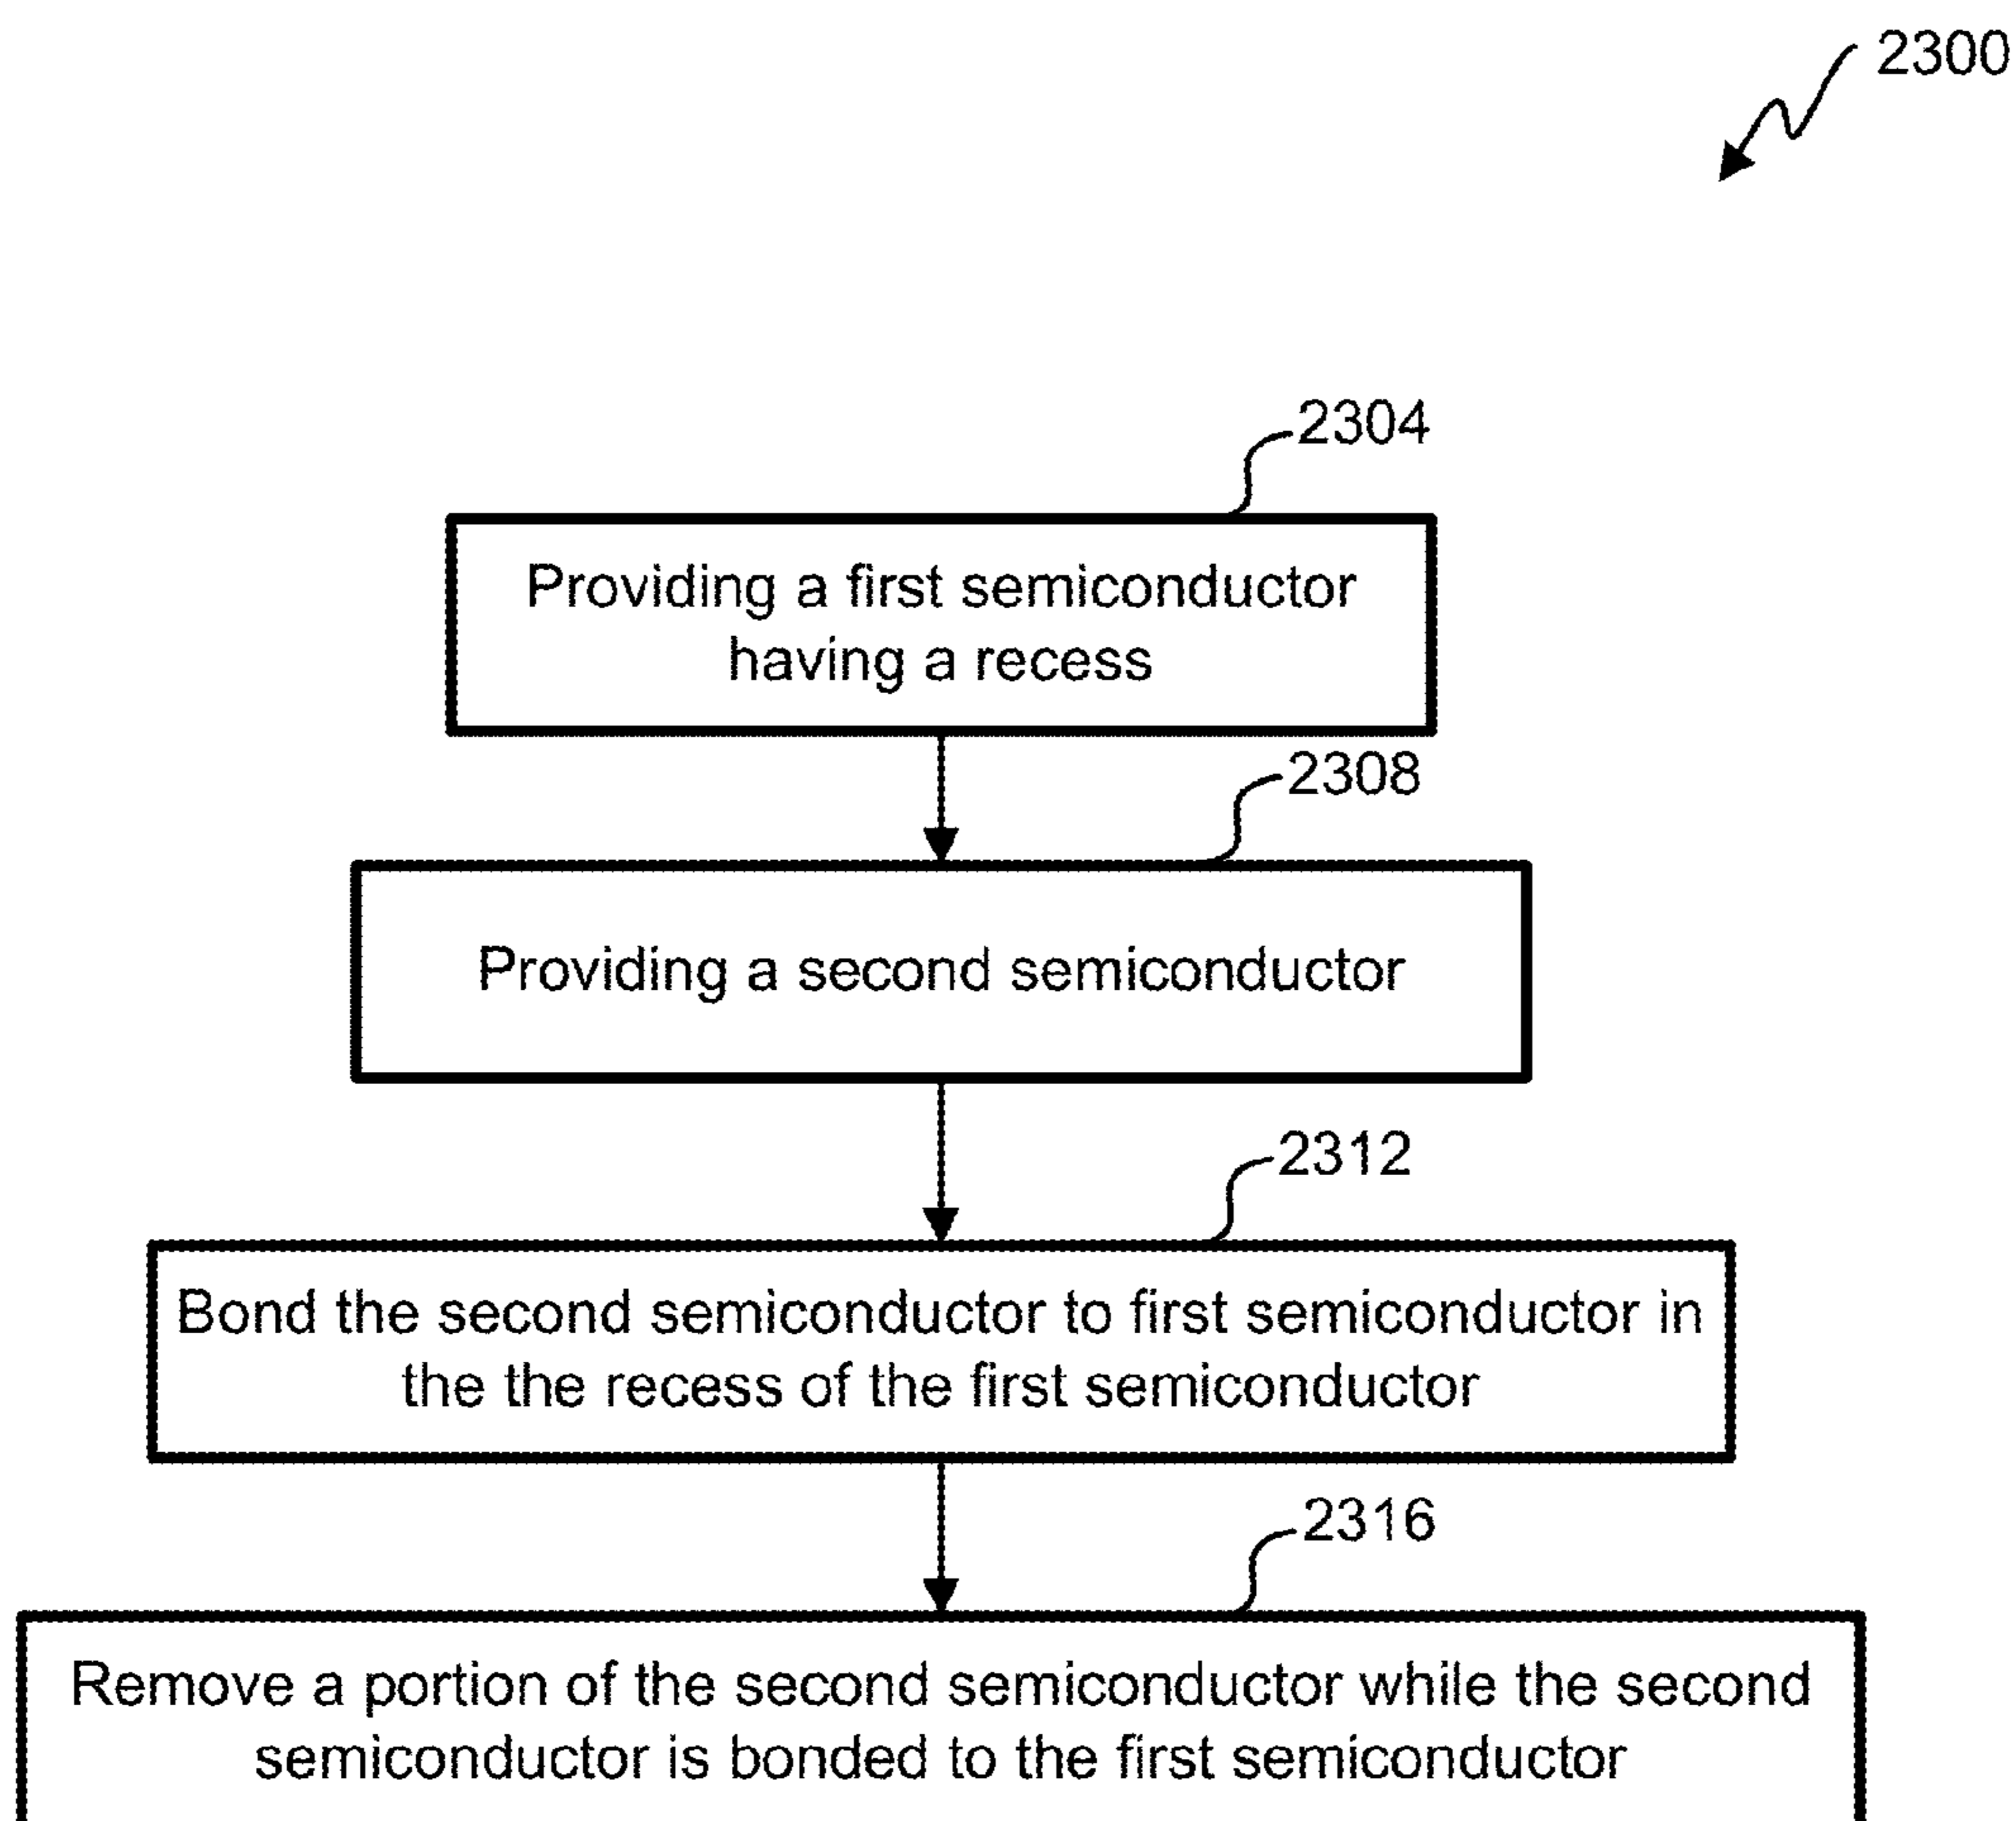 2300
2304
Providing a first semiconductor
having a recess
2308
Providing a second semiconductor
2312
Bond the second semiconductor to first semiconductor in
the the recess of the first semiconductor
2316
Remove a portion of the second semiconductor while the second
semiconductor is bonded to the first semiconductor